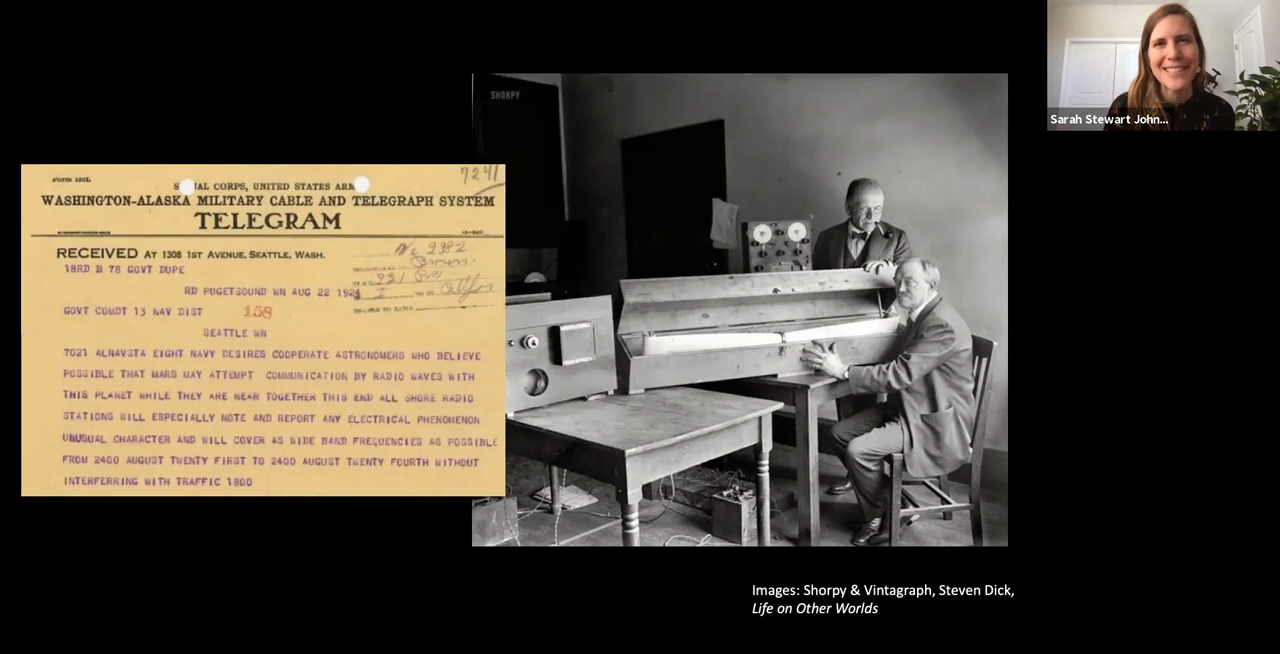 SHORPY
Sarah Stewart John...
7241
CORPS, UNITED STATES
WASHINGTON-ALASKA MILITARY CABLE AND TELEGRAPH SYSTEM
TELEGRAM
RECEIVED AT 1308 1ST AVENUE, SEATTLE, WASH.
18RD B 78 GOVT DUPE
RD PUGETSOUND WN AUG 22 1924
GOVT COMDT 13 NAV DIST 158
SEATTLE WN
7021 ALNAVSTA EIGHT NAVY DESIRES COOPERATE ASTRONOMERS WHO BELIEVE
POSSIBLE THAT MARS MAY ATTEMPT COMMUNICATION BY RADIO WAVES WITH
THIS PLANET WHILE THEY ARE NEAR TOGETHER THIS END ALL SHORE RADIO
STATIONS WILL ESPECIALLY NOTE AND REPORT ANY ELECTRICAL PHENOMENON
UNUSUAL CHARACTER AND WILL COVER AS WIDE BAND FREQUENCIES AS POSSIBLE
FROM 2400 AUGUST TWENTY FIRST TO 2400 AUGUST TWENTY FOURTH WITHOUT
INTERFERRING WITH TRAFFIC 1800
Images: Shorpy & Vintagraph, Steven Dick,
Life on Other Worlds